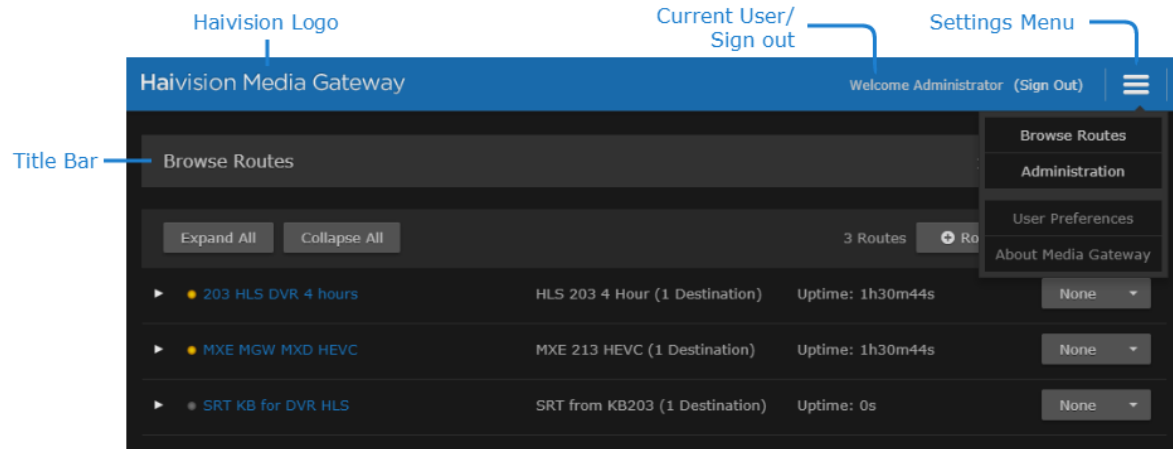 Haivision Logo
Current User/
Sign out
Settings Menu
Haivision Media Gateway
Welcome Administrator (Sign Out)
Browse Routes
Administration
User Preferences
About Media Gateway
Title Bar
Browse Routes
Expand All Collapse All 3 Routes
203 HLS DVR 4 hours HLS 203 4 Hour (1 Destination) Uptime: 1h30m44s None
MXE MGW MXD HEVC MXE 213 HEVC (1 Destination) Uptime: 1h30m44s None
SRT KB for DVR HLS SRT from KB203 (1 Destination) Uptime: 0s None